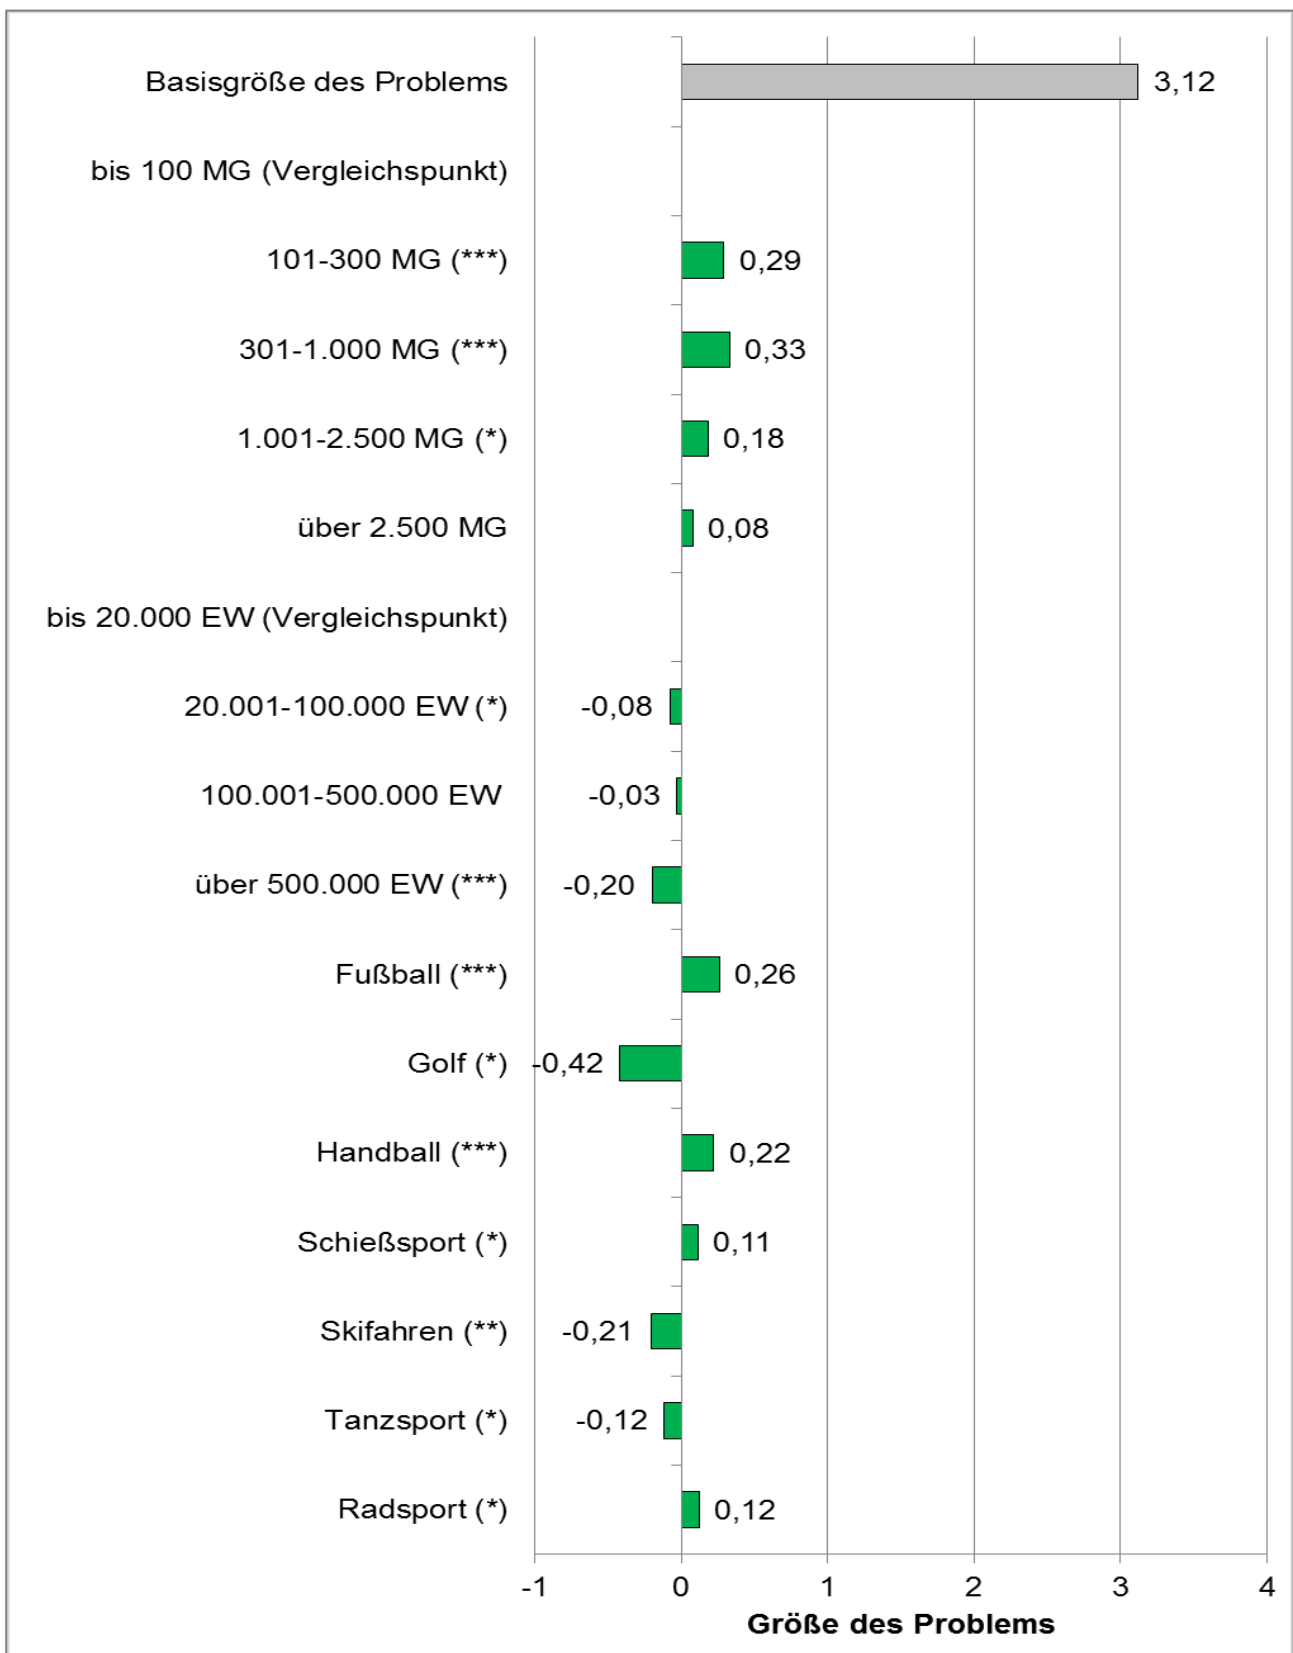 Basisgröße des Problems 3,12
bis 100 MG (Vergleichspunkt)
101-300 MG (***) 0,29
301-1.000 MG (***) 0,33
1.001-2.500 MG (*) 0,18
über 2.500 MG 0,08
bis 20.000 EW (Vergleichspunkt)
20.001-100.000 EW (*) -0,08
100.001-500.000 EW -0,03
über 500.000 EW (***) -0,20
Fußball (***) 0,26
Golf (*) -0,42
Handball (***) 0,22
Schießsport (*) 0,11
Skifahren (**) -0,21
Tanzsport (*) -0,12
Radsport (*) 0,12
-1 0 1 2 3 4
Größe des Problems